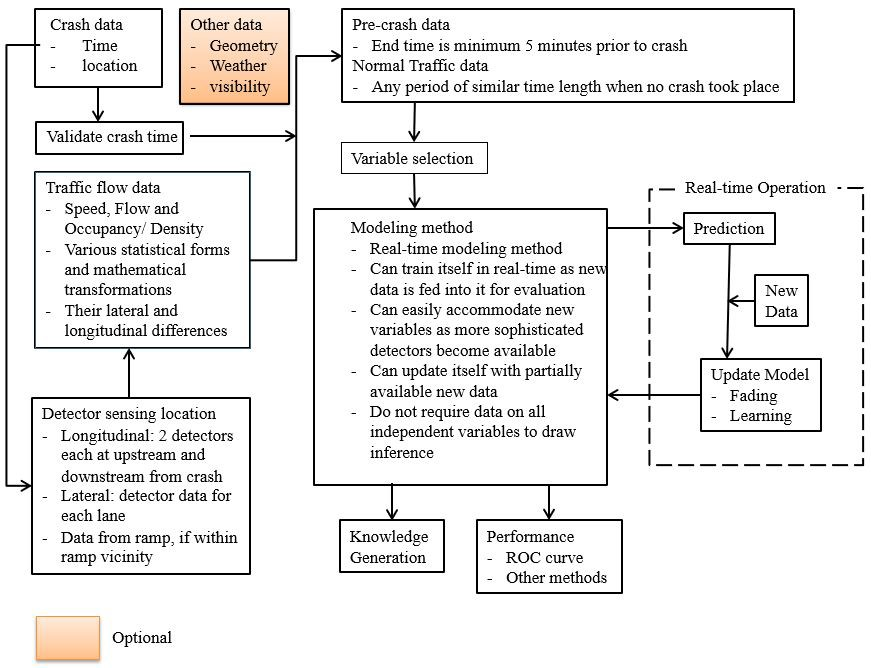 Crash data
- Time
- location
Other data
- Geometry
- Weather
- visibility
Pre-crash data
- End time is minimum 5 minutes prior to crash
Normal Traffic data
- Any period of similar time length when no crash took place
Validate crash time
Variable selection
Traffic flow data
- Speed, Flow and
Occupancy/ Density
- Various statistical forms
and mathematical
transformations
- Their lateral and
longitudinal differences
Modeling method
- Real-time modeling method
- Can train itself in real-time as new
data is fed into it for evaluation
- Can easily accommodate new
variables as more sophisticated
detectors become available
- Can update itself with partially
available new data
- Do not require data on all
independent variables to draw
inference
Real-time Operation
Prediction
New
Data
Update Model
- Fading
- Learning
Detector sensing location
- Longitudinal: 2 detectors
each at upstream and
downstream from crash
- Lateral: detector data for
each lane
- Data from ramp, if within
ramp vicinity
Knowledge
Generation
Performance
- ROC curve
- Other methods
Optional